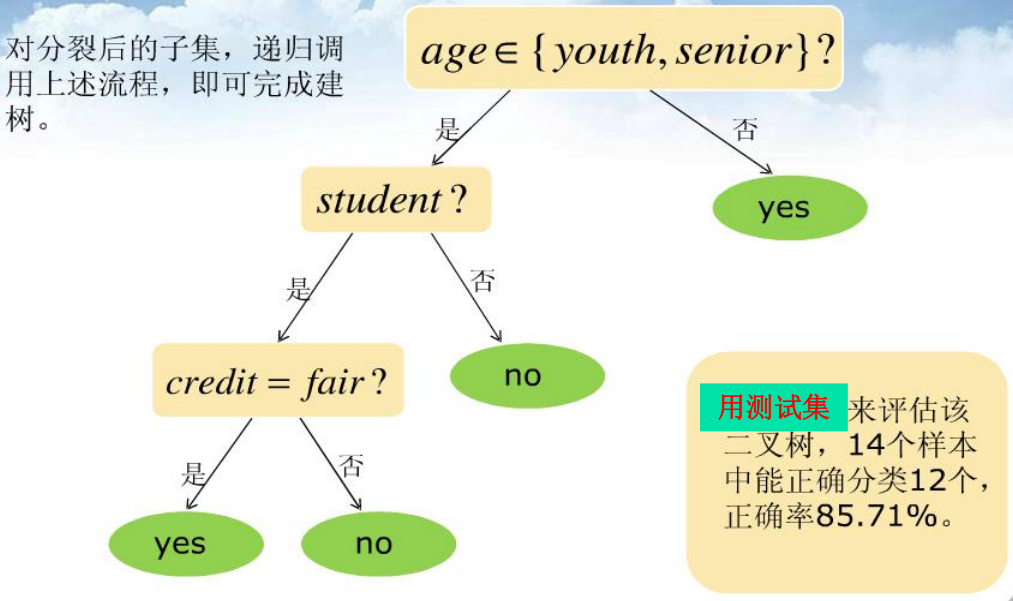 对分裂后的子集，递归调
用上述流程，即可完成建
树。
age ∈ {youth, senior}?
是
否
student?
yes
是
否
credit = fair?
no
是
否
yes
no
用测试集来评估该
二叉树，14个样本
中能正确分类12个，
正确率85.71%。